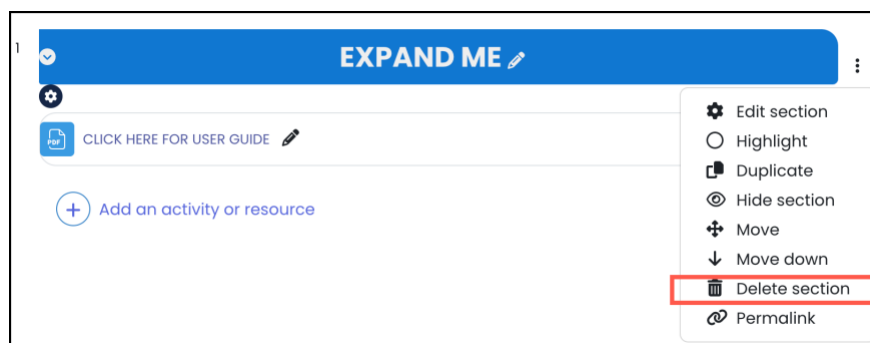 1
EXPAND ME
PDF
CLICK HERE FOR USER GUIDE
Add an activity or resource
Edit section
Highlight
Duplicate
Hide section
Move
Move down
Delete section
Permalink